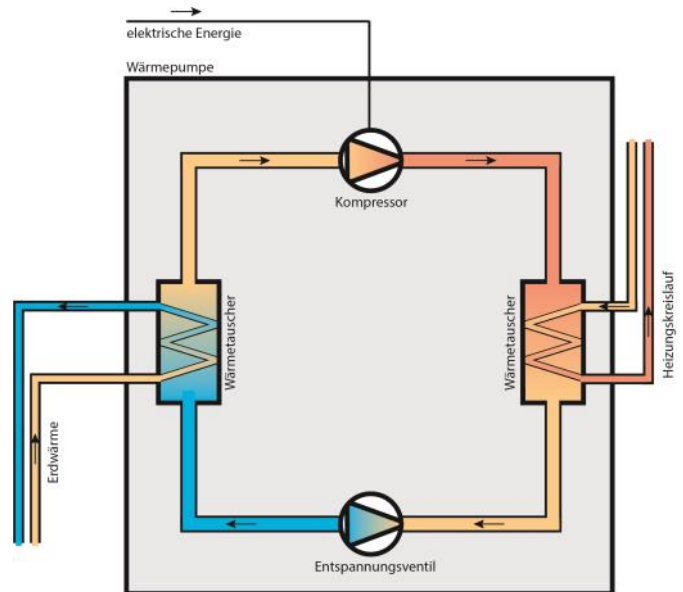 elektrische Energie
Wärmepumpe
Kompressor
Wärmetauscher
Wärmetauscher
Heizungskreislauf
Erdwärme
Entspannungsventil